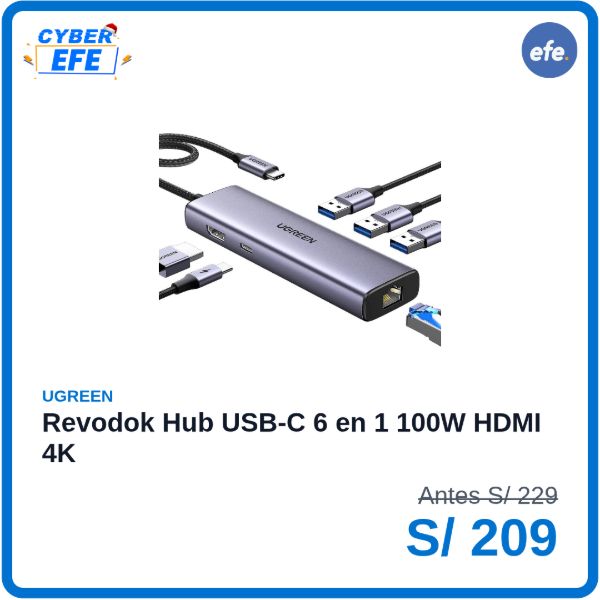 CYBER
EFE
efe.
UGREEN
UGREEN
Revodok Hub USB-C 6 en 1 100W HDMI
4K
Antes S/ 229
S/ 209